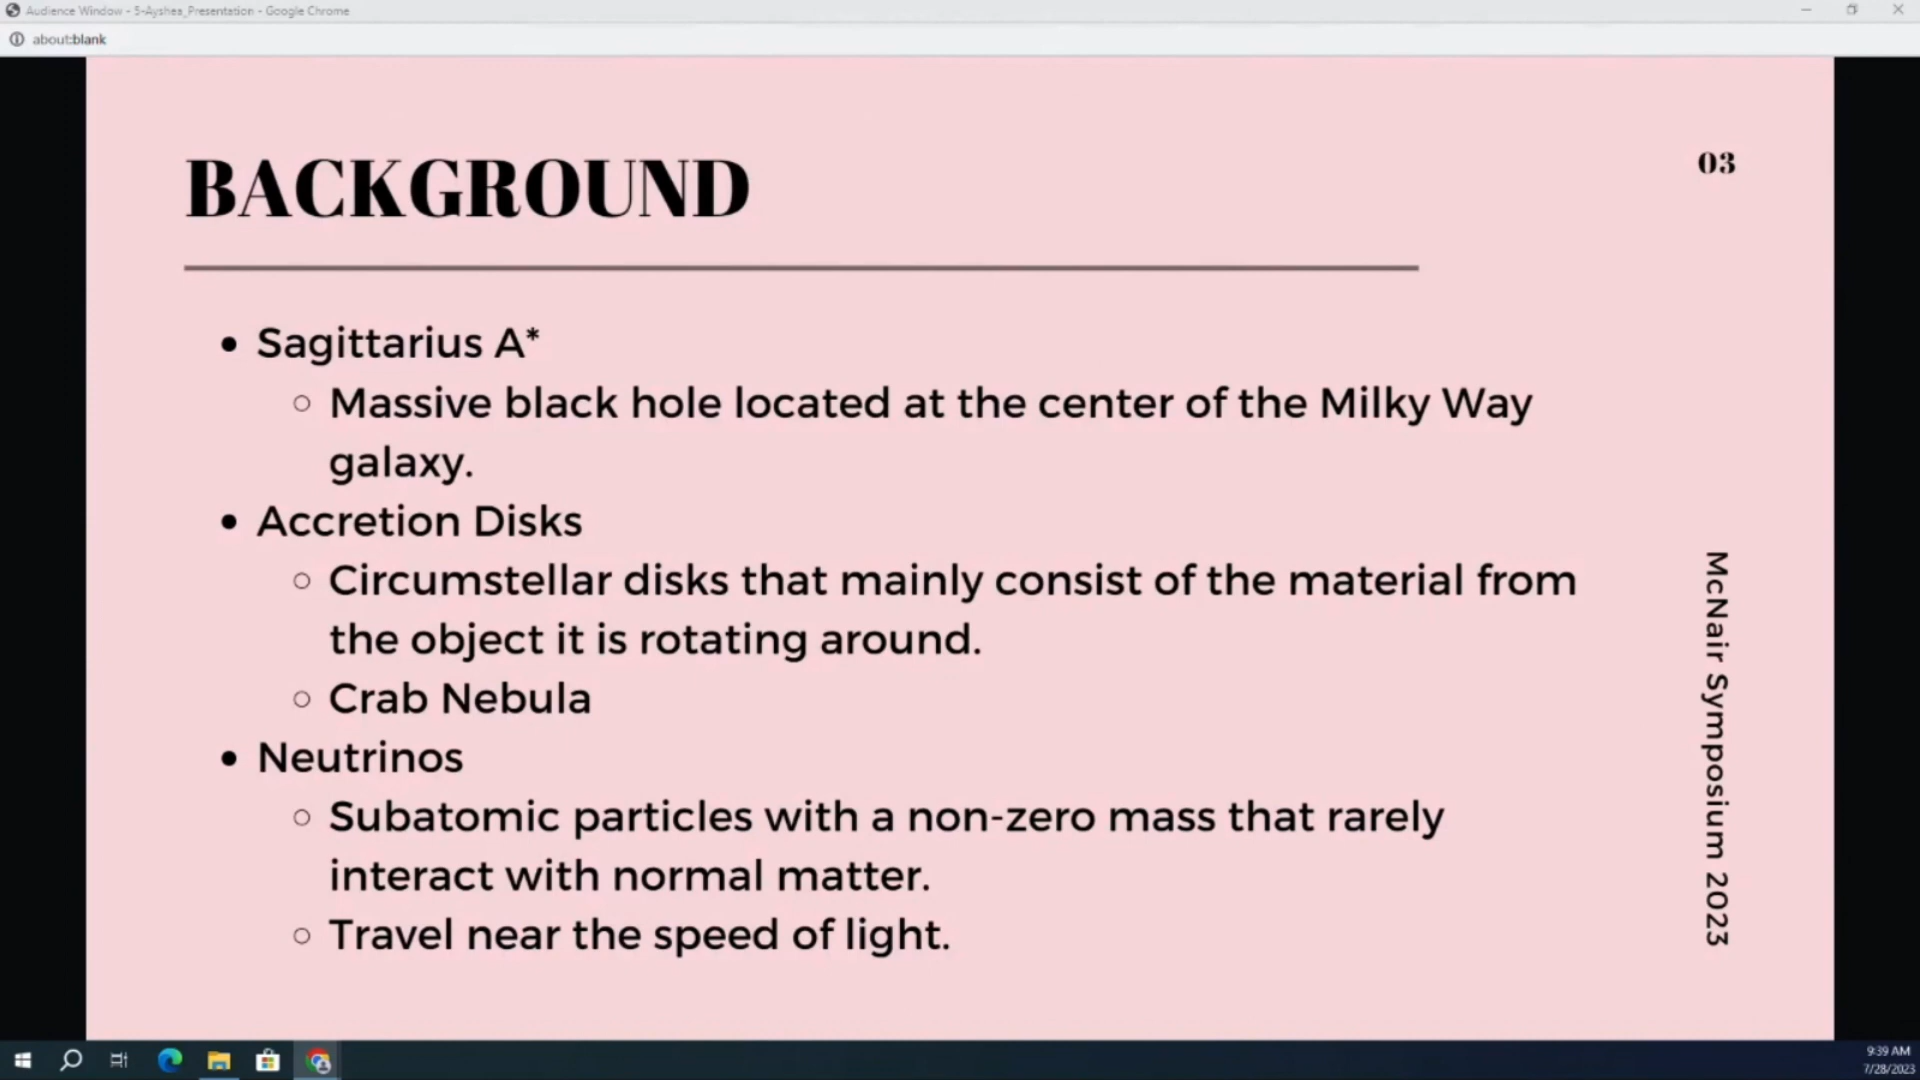 Audience Window - 5-Ayshea_Presentation - Google Chrome
about:blank
BACKGROUND
03
• Sagittarius A*
○ Massive black hole located at the center of the Milky Way
galaxy.
• Accretion Disks
○ Circumstellar disks that mainly consist of the material from
the object it is rotating around.
○ Crab Nebula
• Neutrinos
○ Subatomic particles with a non-zero mass that rarely
interact with normal matter.
○ Travel near the speed of light.
McNair Symposium 2023
9:39 AM
7/28/2023